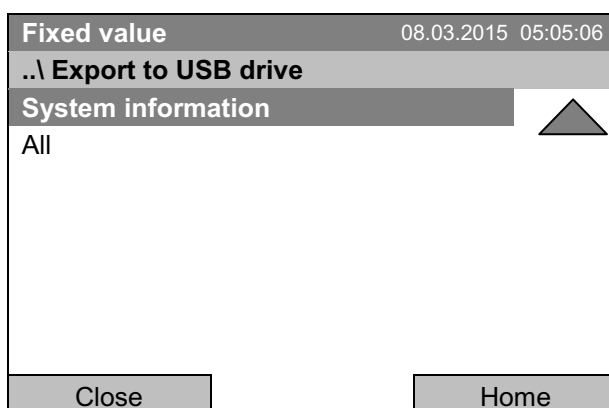 Fixed value 08.03.2015 05:05:06
..\ Export to USB drive
System information
All
Close Home